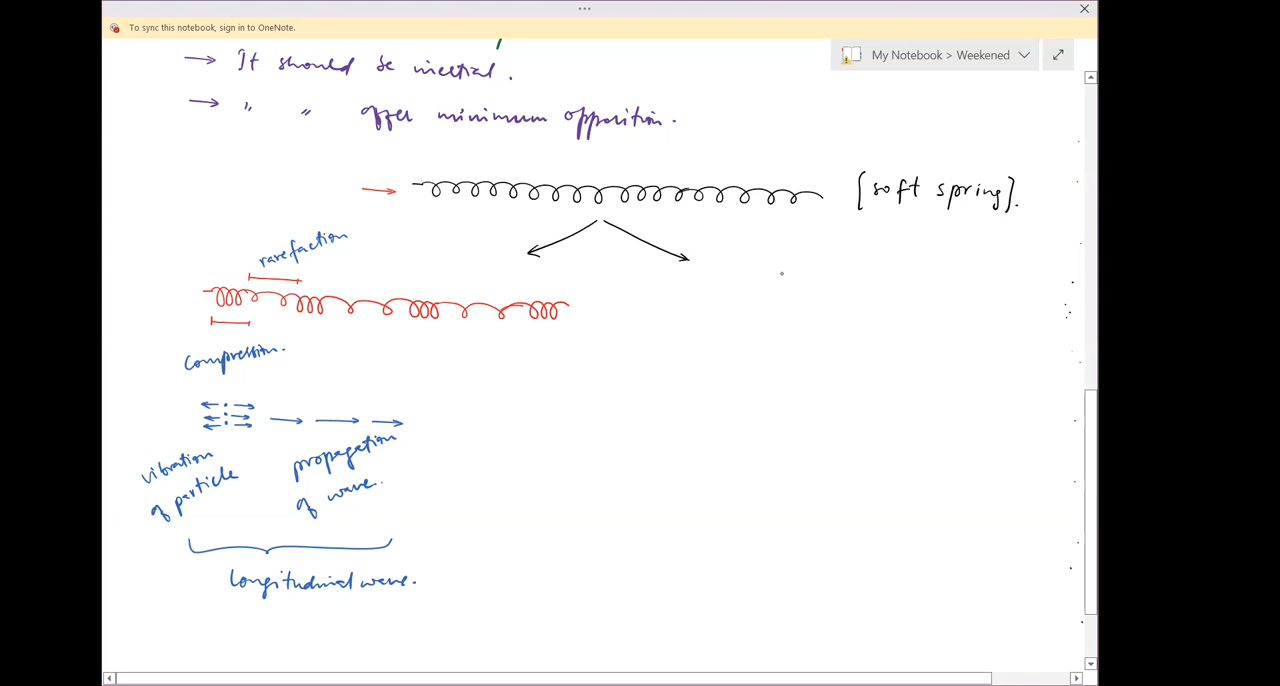 To sync this notebook, sign in to OneNote.
My Notebook > Weekened
→ It should be inertial.
→ " " offer minimum opposition.
[soft spring].
rarefaction
compression.
vibration
of particle
propagation
of wave.
longitudinal wave.